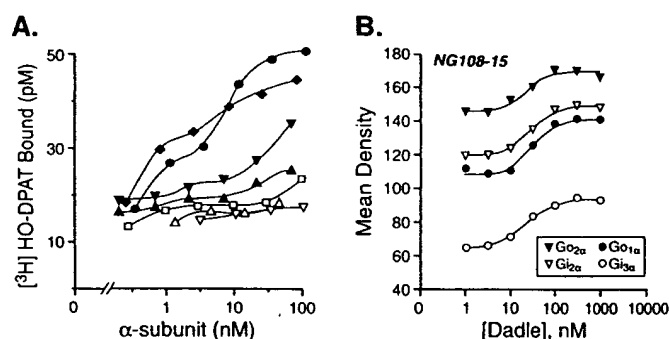 A.
50
30
10
0
1
10
100
[³H] HO-DPAT Bound (pM)
α-subunit (nM)
B.
NG108-15
180
160
140
120
100
80
60
40
0
1
10
100
1000
10000
Mean Density
[Dadle], nM
Go2α
Go1α
Gi2α
Gi3α